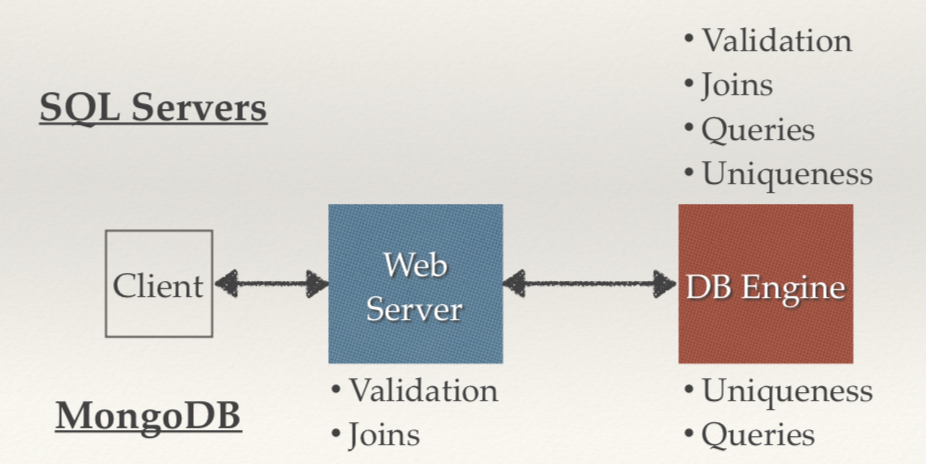 • Validation
• Joins
• Queries
• Uniqueness
SQL Servers
Client
Web
Server
DB Engine
MongoDB
• Validation
• Joins
• Uniqueness
• Queries